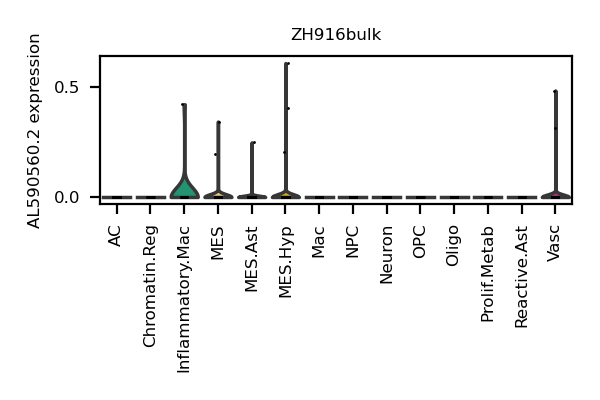 ZH916bulk
AL590560.2 expression
0.5
0.0
AC
Chromatin.Reg
Inflammatory.Mac
MES
MES.Ast
MES.Hyp
Mac
NPC
Neuron
OPC
Oligo
Prolif.Metab
Reactive.Ast
Vasc